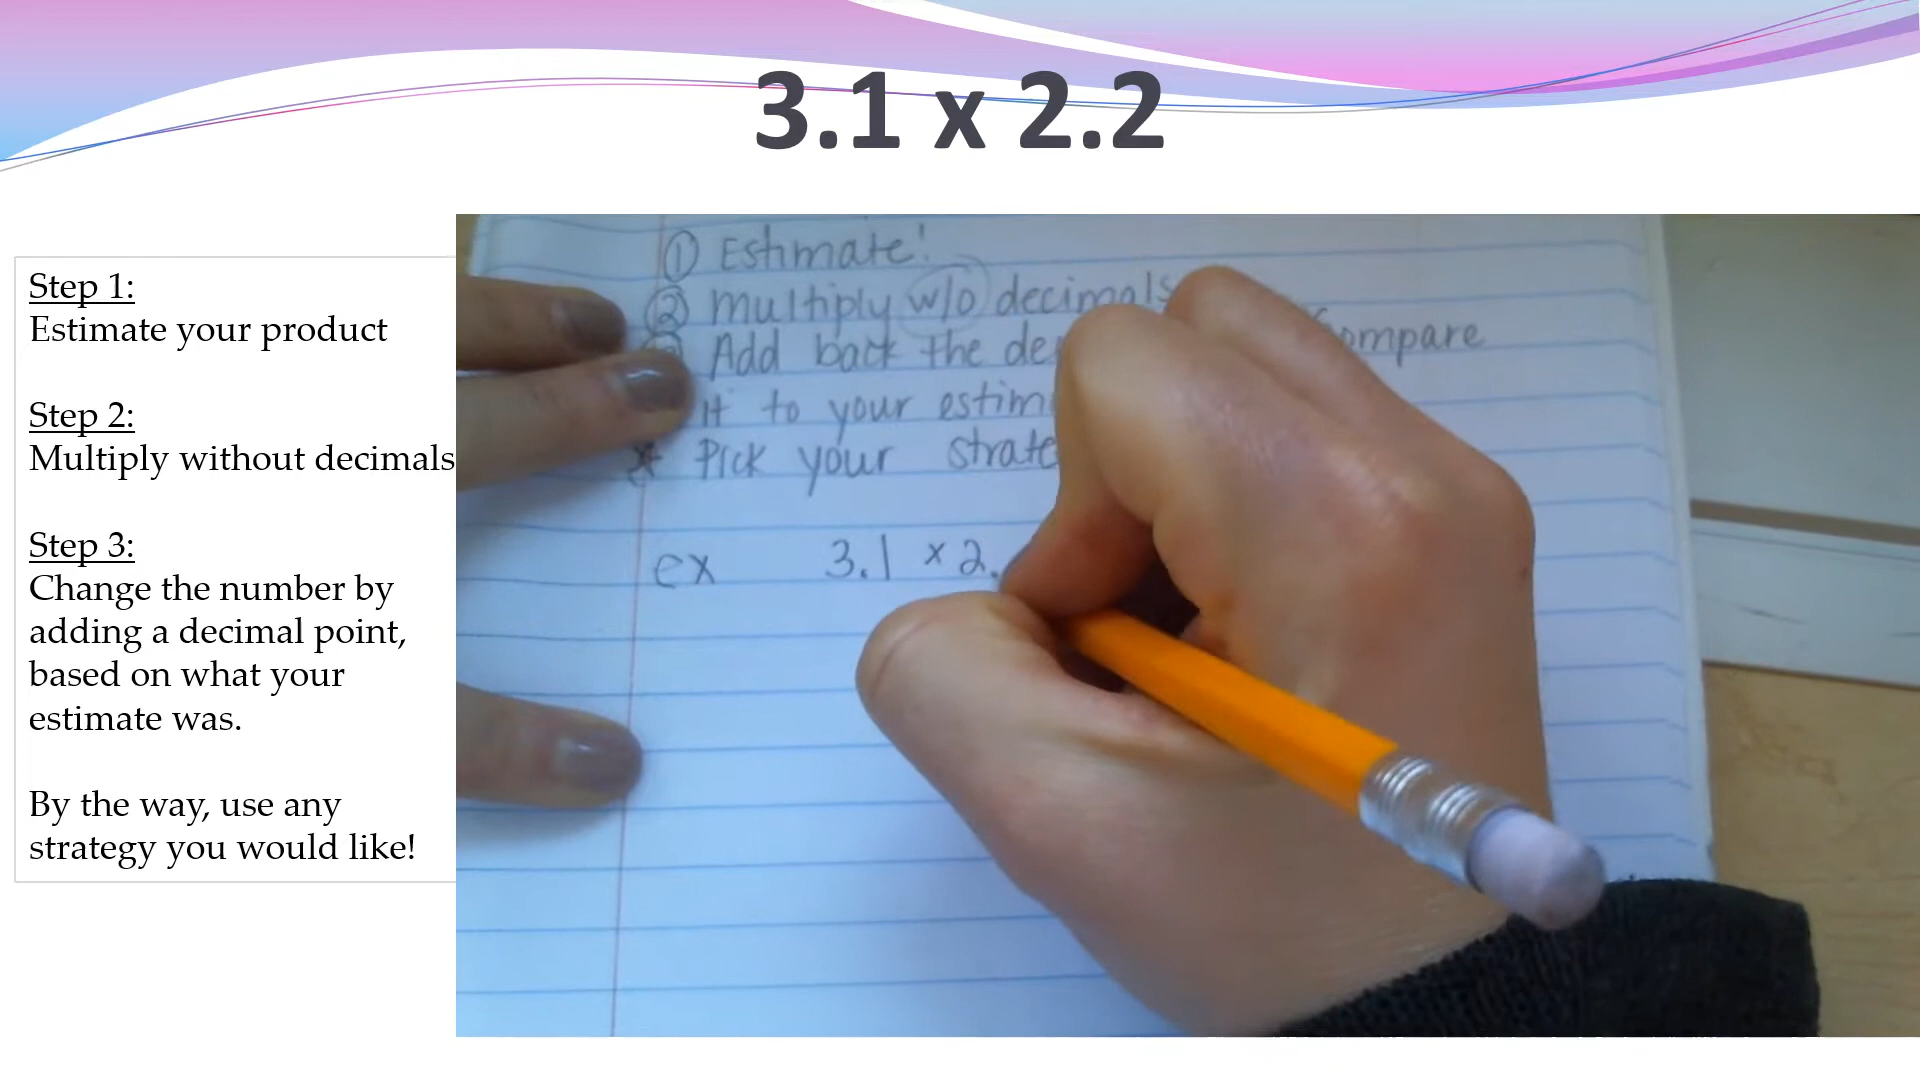 3.1 x 2.2
Step 1:
Estimate your product
Step 2:
Multiply without decimals
Step 3:
Change the number by
adding a decimal point,
based on what your
estimate was.
By the way, use any
strategy you would like!
① Estimate!
② Multiply w/o decimals
Add back the
compare
it to your
* Pick your
ex 3.1 × 2.